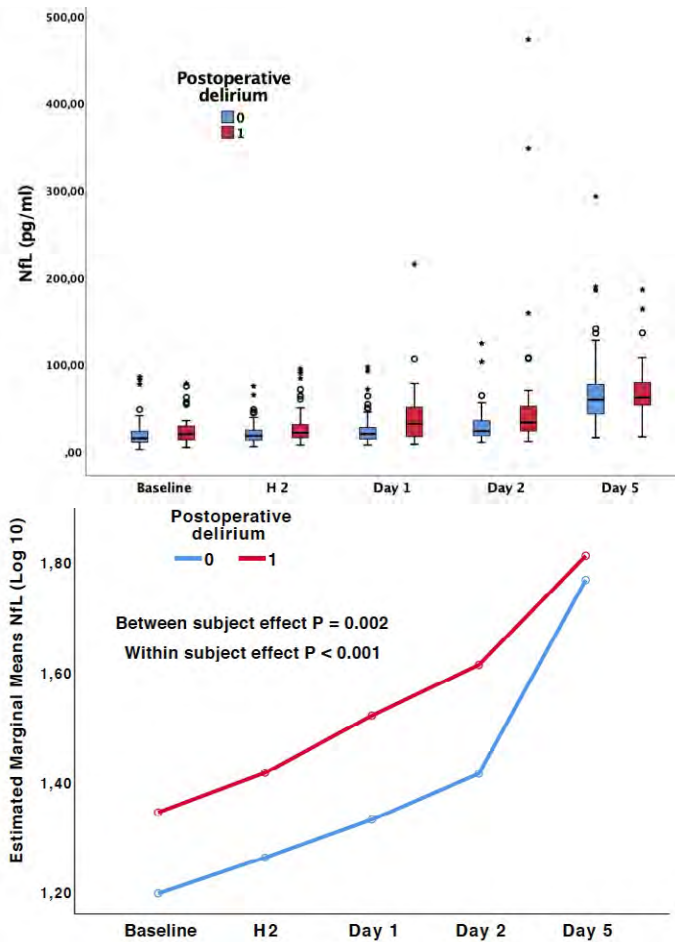 500,00
Postoperative
delirium
0
1
400,00
300,00
NfL (pg/ml)
200,00
100,00
,00
Baseline
H 2
Day 1
Day 2
Day 5
Postoperative
delirium
0 1
1,80
Between subject effect P = 0.002
Within subject effect P < 0.001
1,60
Estimated Marginal Means NfL (Log 10)
1,40
1,20
Baseline
H2
Day 1
Day 2
Day 5